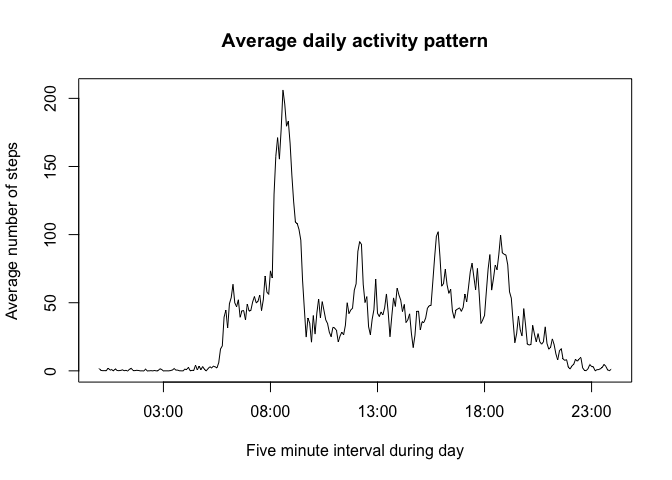 Average daily activity pattern
Average number of steps
200
150
100
50
0
03:00 08:00 13:00 18:00 23:00
Five minute interval during day